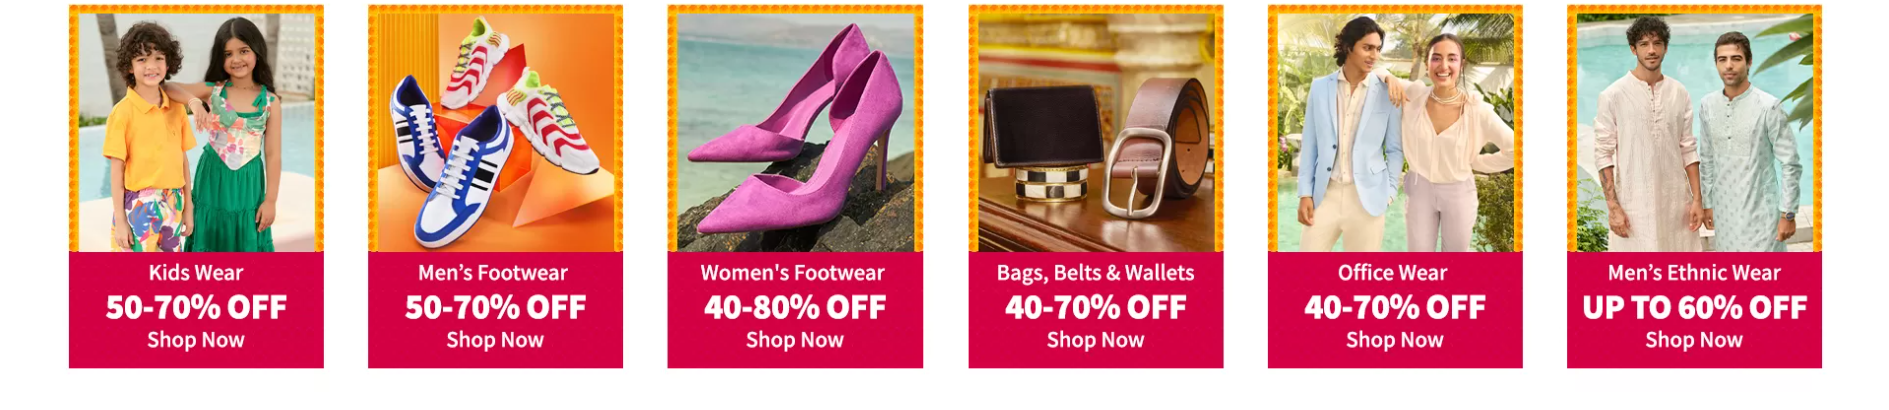 Kids Wear
50-70% OFF
Shop Now
Men’s Footwear
50-70% OFF
Shop Now
Women's Footwear
40-80% OFF
Shop Now
Bags, Belts & Wallets
40-70% OFF
Shop Now
Office Wear
40-70% OFF
Shop Now
Men’s Ethnic Wear
UP TO 60% OFF
Shop Now